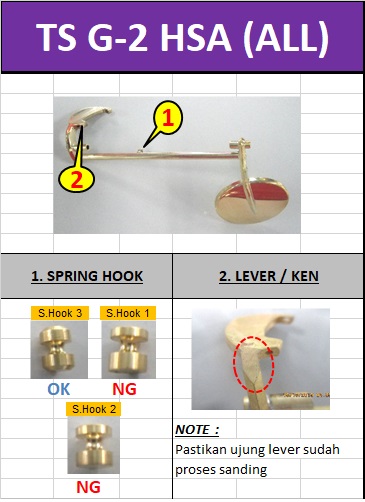 TS G-2 HSA (ALL)
1
2
1. SPRING HOOK
2. LEVER / KEN
S.Hook 3
S.Hook 1
OK
NG
S.Hook 2
NG
NOTE :
Pastikan ujung lever sudah
proses sanding